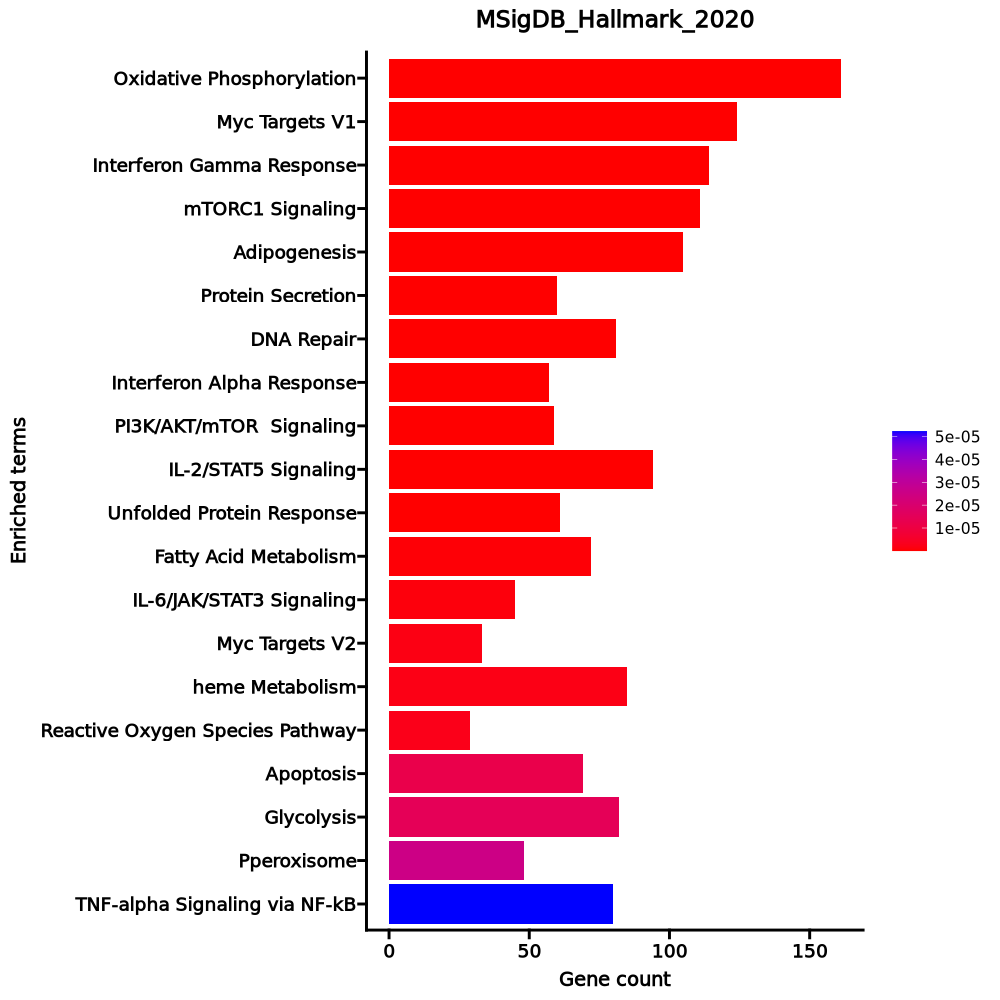 MSigDB_Hallmark_2020
Oxidative Phosphorylation
Myc Targets V1
Interferon Gamma Response
mTORC1 Signaling
Adipogenesis
Protein Secretion
DNA Repair
Interferon Alpha Response
PI3K/AKT/mTOR  Signaling
IL-2/STAT5 Signaling
Unfolded Protein Response
Fatty Acid Metabolism
IL-6/JAK/STAT3 Signaling
Myc Targets V2
heme Metabolism
Reactive Oxygen Species Pathway
Apoptosis
Glycolysis
Pperoxisome
TNF-alpha Signaling via NF-kB
Enriched terms
0 50 100 150
Gene count
5e-05
4e-05
3e-05
2e-05
1e-05